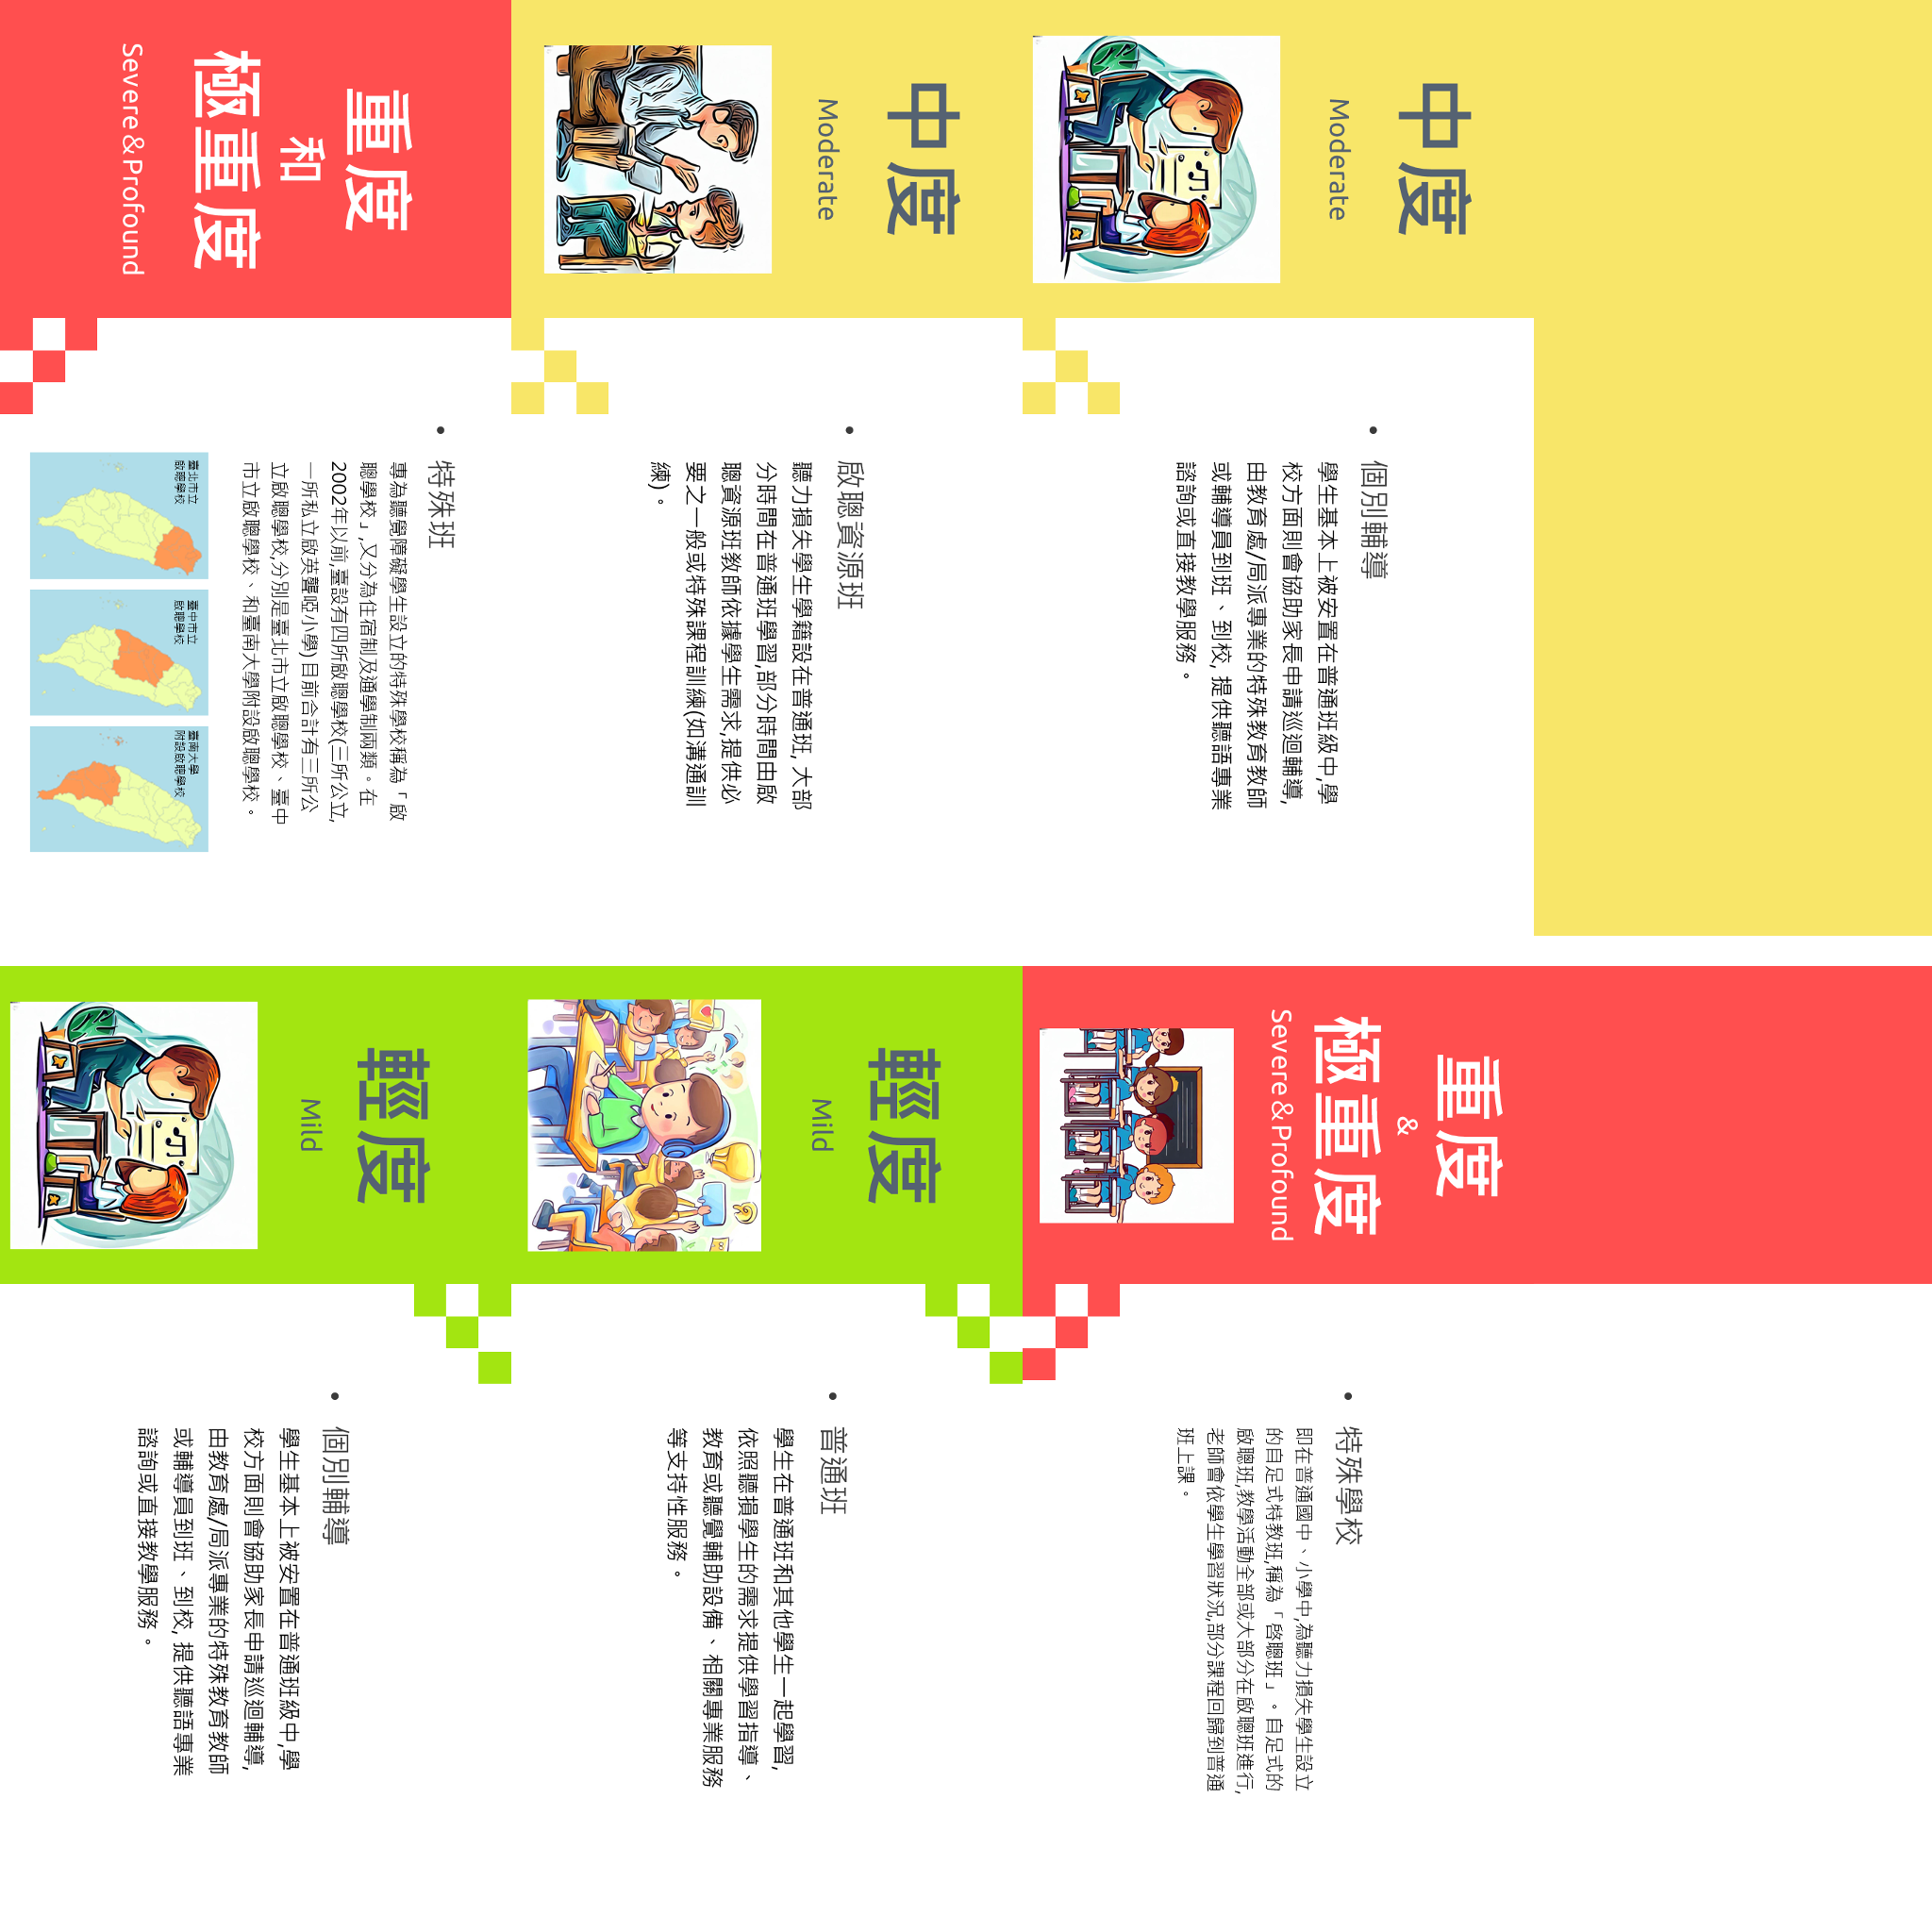 中度
Moderate
• 個別輔導
學生基本上被安置在普通班級中,學
校方面則會協助家長申請巡迴輔導,
由教育處/局派專業的特殊教育教師
或輔導員到班、到校, 提供聽語專業
諮詢或直接教學服務。
中度
Moderate
• 啟聰資源班
聽力損失學生學籍設在普通班, 大部
分時間在普通班學習,部分時間由啟
聰資源班教師依據學生需求,提供必
要之一般或特殊課程訓練(如溝通訓
練)。
重度
和
極重度
Severe＆Profound
• 特殊班
專為聽覺障礙學生設立的特殊學校稱為「啟
聰學校」,又分為住宿制及通學制兩類。在
2002年以前,臺設有四所啟聰學校(三所公立,
一所私立啟英聾啞小學) 目前合計有三所公
立啟聰學校,分別是臺北市立啟聰學校、臺中
市立啟聰學校、和臺南大學附設啟聰學校。
臺北市立
啟聰學校
臺中市立
啟聰學校
臺南大學
附設啟聰學校
重度
&
極重度
Severe＆Profound
• 特殊學校
即在普通國中、小學中,為聽力損失學生設立
的自足式特教班,稱為「啓聰班」。自足式的
啟聰班,教學活動全部或大部分在啟聰班進行,
老師會依學生學習狀況,部分課程回歸到普通
班上課。
輕度
Mild
• 普通班
學生在普通班和其他學生一起學習,
依照聽損學生的需求提供學習指導、
教育或聽覺輔助設備、相關專業服務
等支持性服務。
輕度
Mild
• 個別輔導
學生基本上被安置在普通班級中,學
校方面則會協助家長申請巡迴輔導,
由教育處/局派專業的特殊教育教師
或輔導員到班、到校, 提供聽語專業
諮詢或直接教學服務。